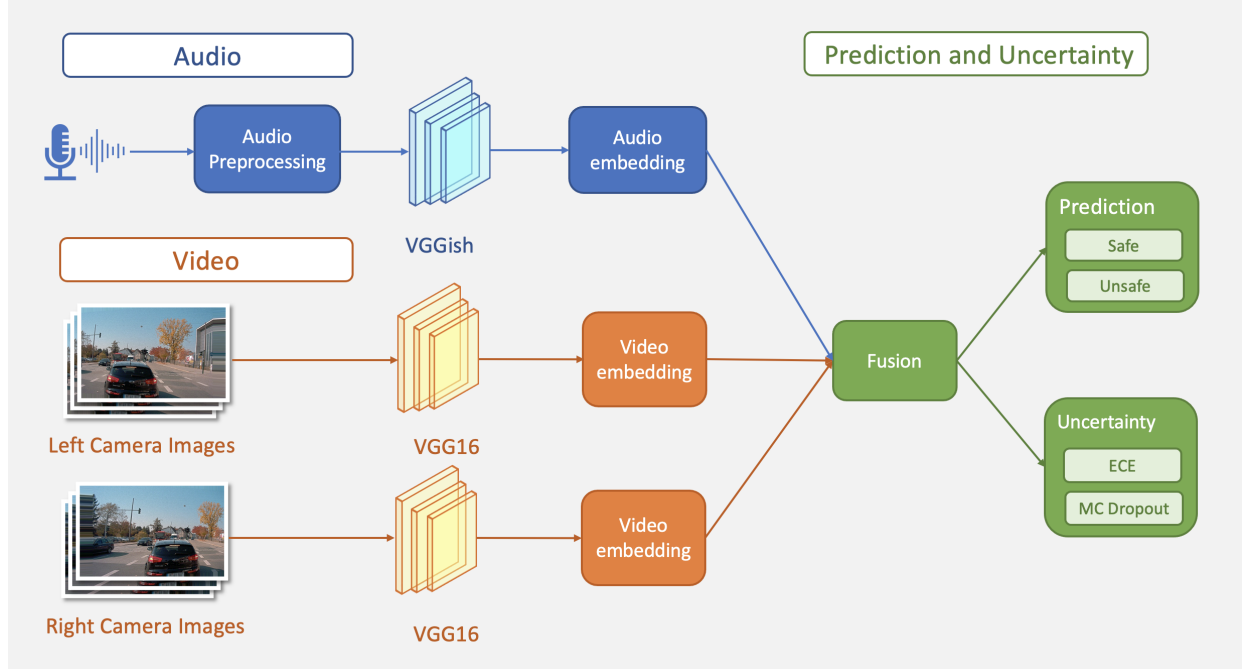 Audio
Prediction and Uncertainty
Audio
Preprocessing
Audio
embedding
VGGish
Video
Left Camera Images
VGG16
Video
embedding
Right Camera Images
VGG16
Video
embedding
Fusion
Prediction
Safe
Unsafe
Uncertainty
ECE
MC Dropout